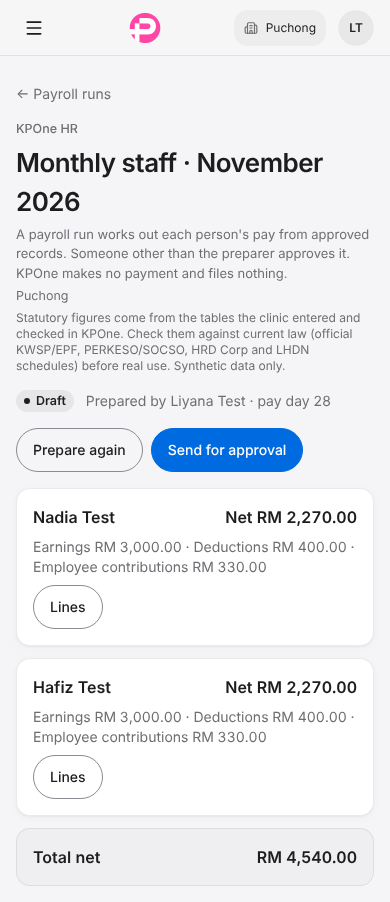 Puchong
LT
← Payroll runs
KPOne HR
Monthly staff · November
2026
A payroll run works out each person's pay from approved
records. Someone other than the preparer approves it.
KPOne makes no payment and files nothing.
Puchong
Statutory figures come from the tables the clinic entered and
checked in KPOne. Check them against current law (official
KWSP/EPF, PERKESO/SOCSO, HRD Corp and LHDN
schedules) before real use. Synthetic data only.
Draft
Prepared by Liyana Test · pay day 28
Prepare again
Send for approval
Nadia Test
Net RM 2,270.00
Earnings RM 3,000.00 · Deductions RM 400.00 ·
Employee contributions RM 330.00
Lines
Hafiz Test
Net RM 2,270.00
Earnings RM 3,000.00 · Deductions RM 400.00 ·
Employee contributions RM 330.00
Lines
Total net
RM 4,540.00